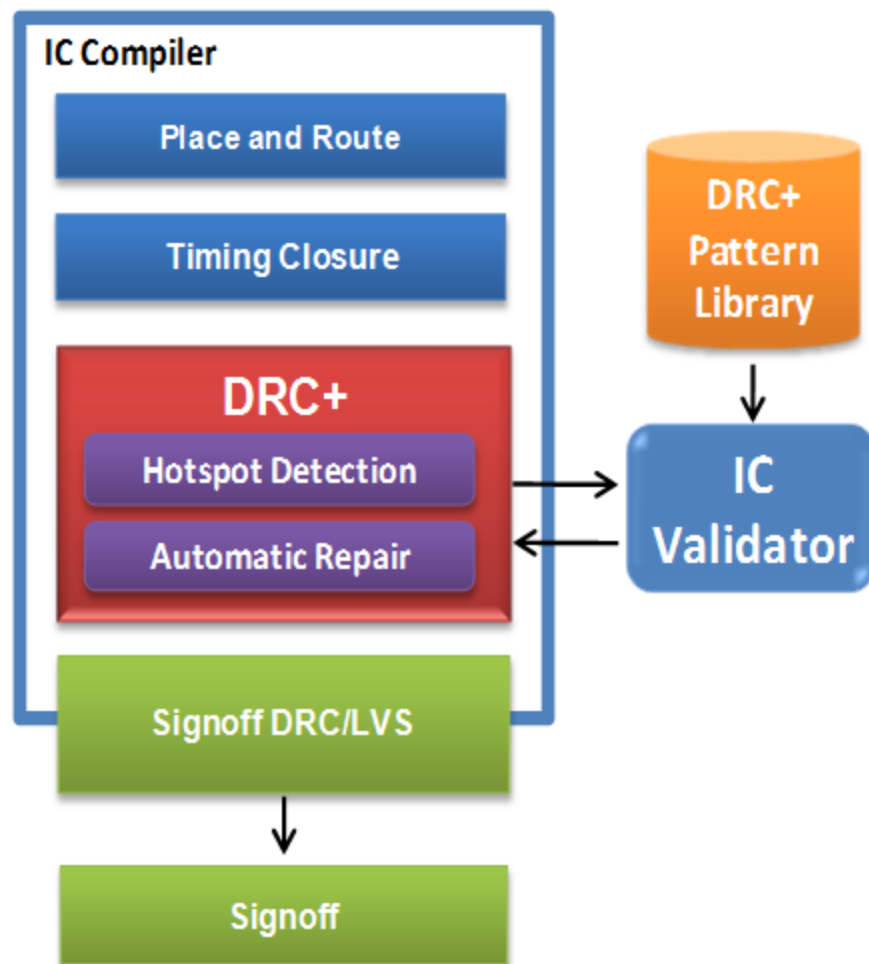 IC Compiler
Place and Route
Timing Closure
DRC+
Hotspot Detection
Automatic Repair
Signoff DRC/LVS
Signoff
DRC+
Pattern
Library
IC
Validator